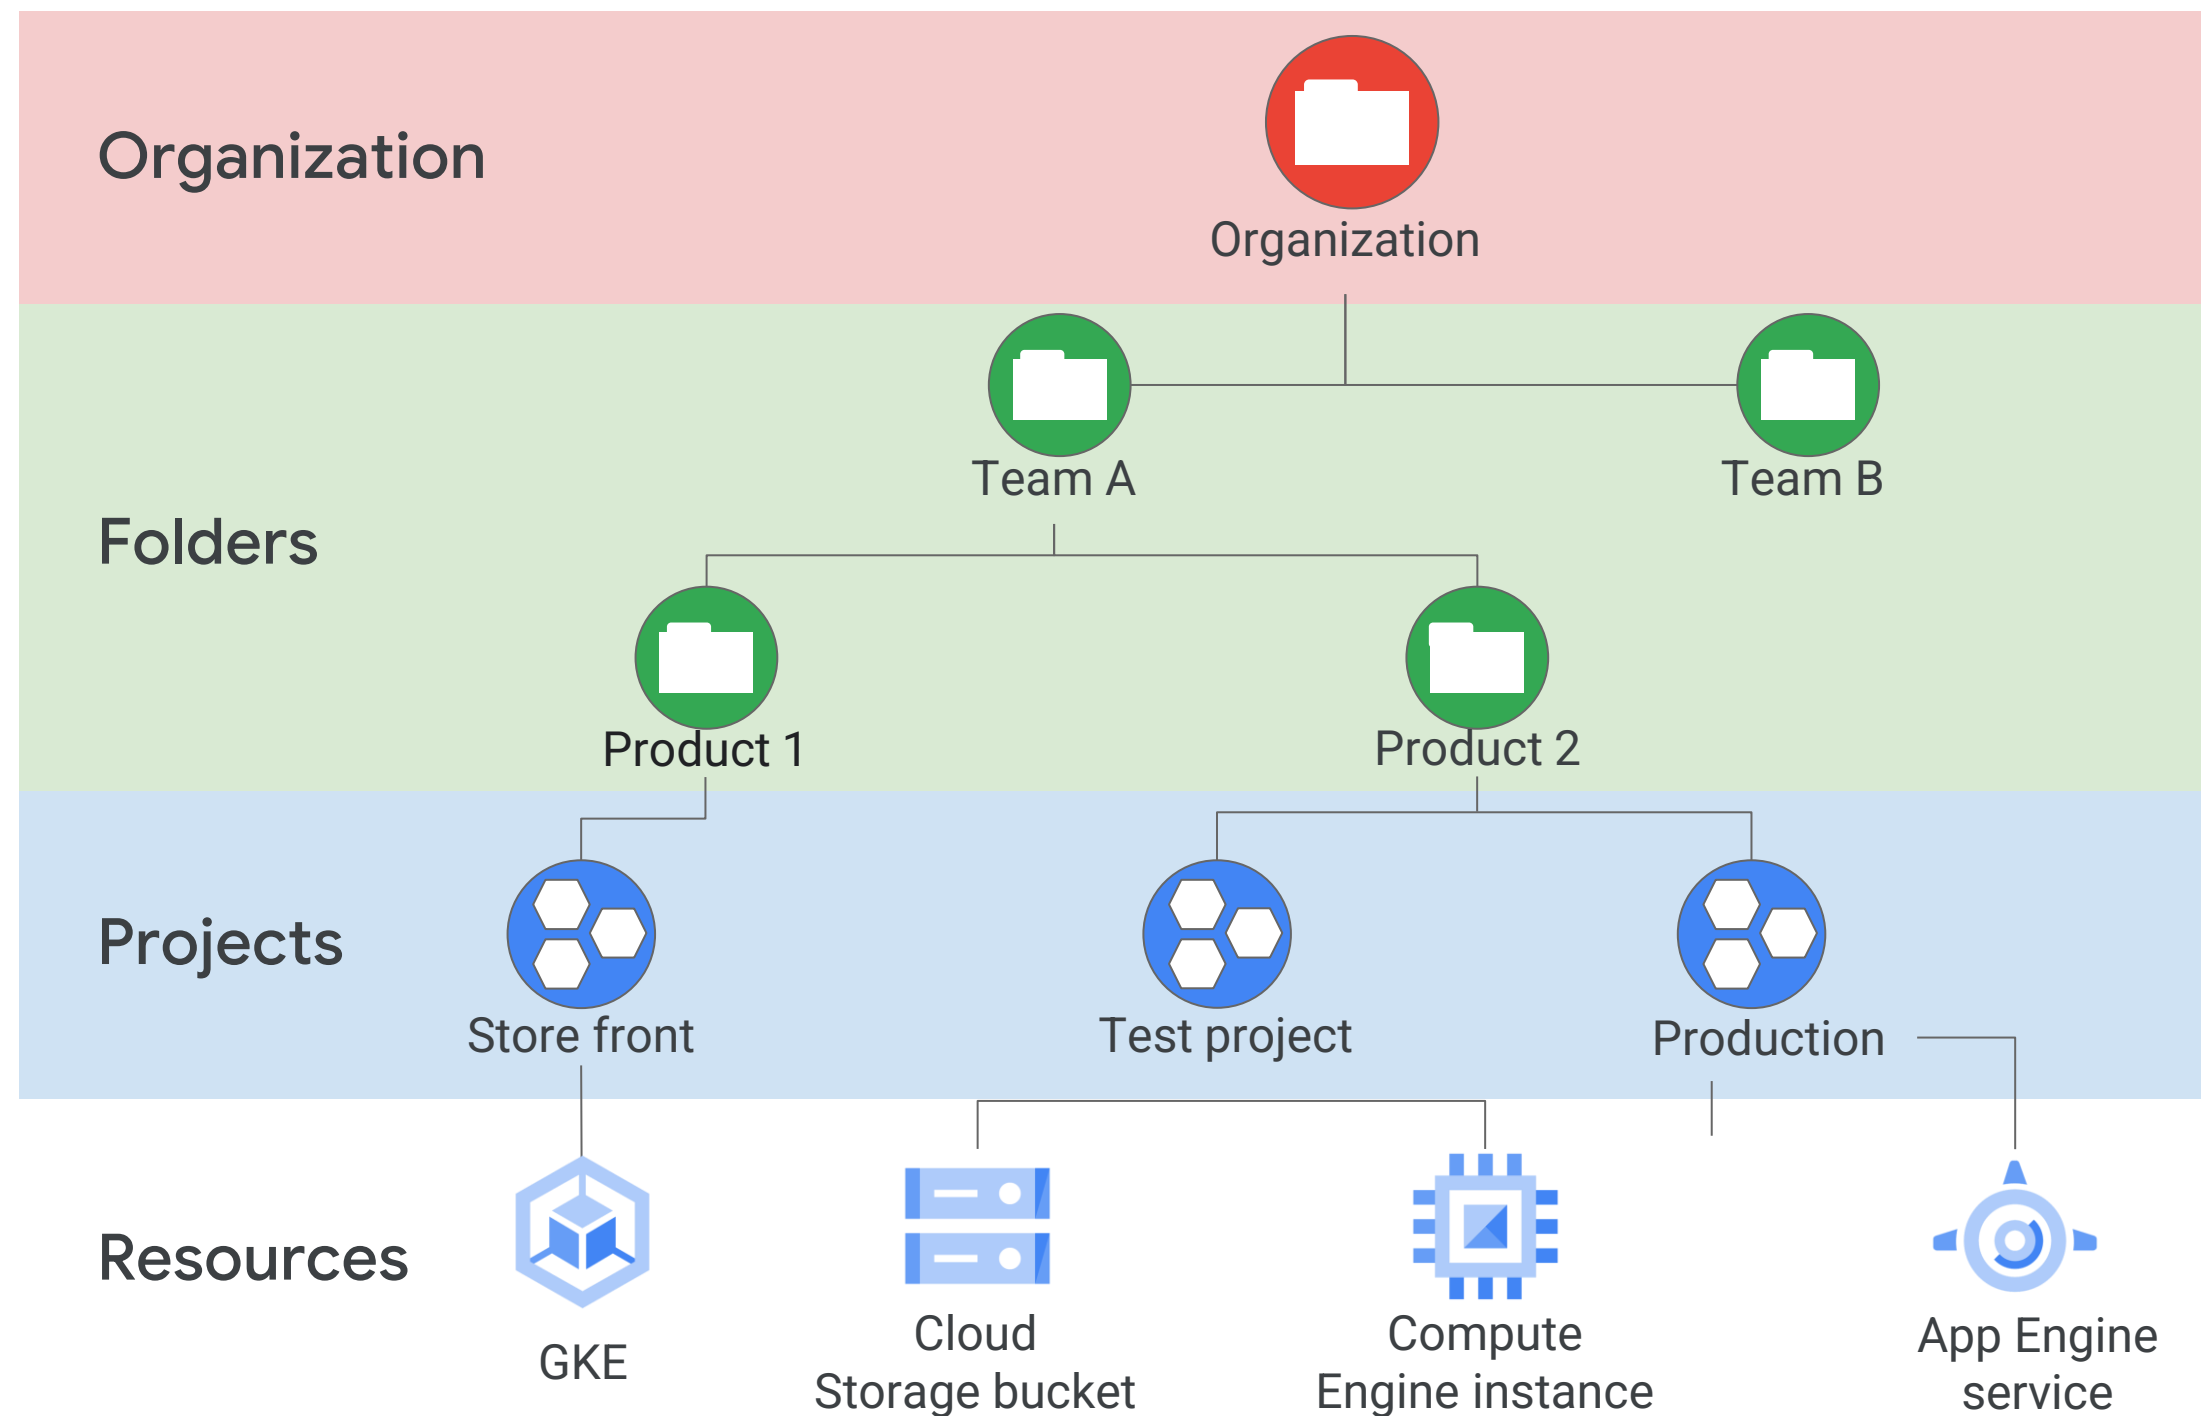 Organization
Organization
Team A
Team B
Folders
Product 1
Product 2
Projects
Store front
Test project
Production
Resources
GKE
Cloud
Storage bucket
Compute
Engine instance
App Engine
service